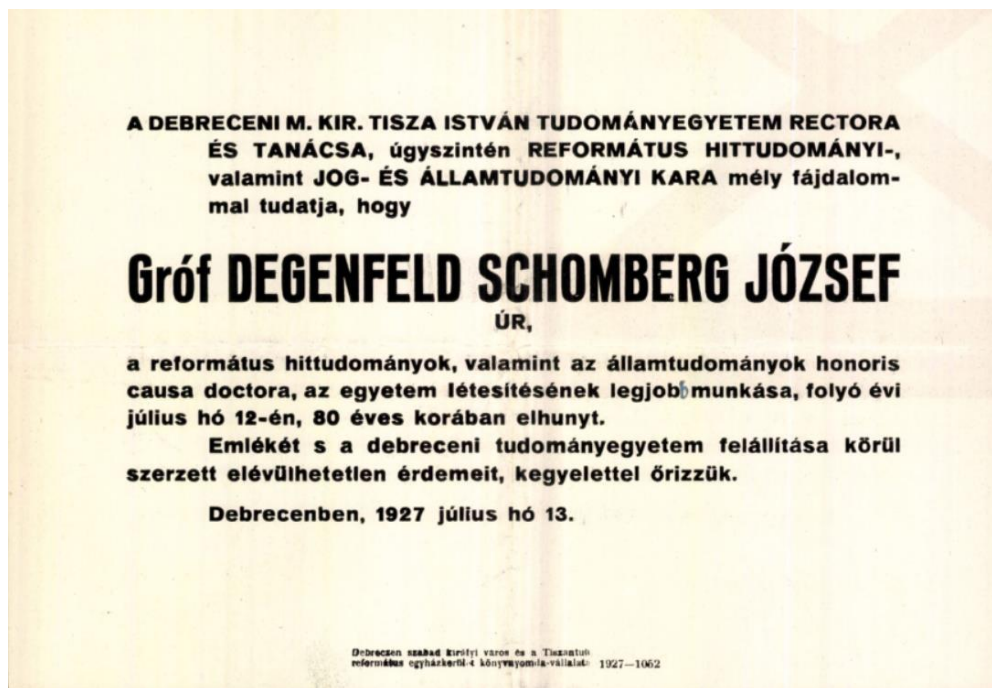 A DEBRECENI M. KIR. TISZA ISTVÁN TUDOMÁNYEGYETEM RECTORA
ÉS TANÁCSA, úgyszintén REFORMÁTUS HITTUDOMÁNYI-,
valamint JOG- ÉS ÁLLAMTUDOMÁNYI KARA mély fájdalom-
mal tudatja, hogy
Gróf DEGENFELD SCHOMBERG JÓZSEF
ÚR,
a református hittudományok, valamint az államtudományok honoris
causa doctora, az egyetem létesítésének legjobb munkása, folyó évi
július hó 12-én, 80 éves korában elhunyt.
Emlékét s a debreceni tudományegyetem felállítása körül
szerzett elévülhetetlen érdemeit, kegyelettel őrizzük.
Debrecenben, 1927 július hó 13.
Debreczen szabad királyi város és a
református könyvnyomda-vállalata 1927—1052